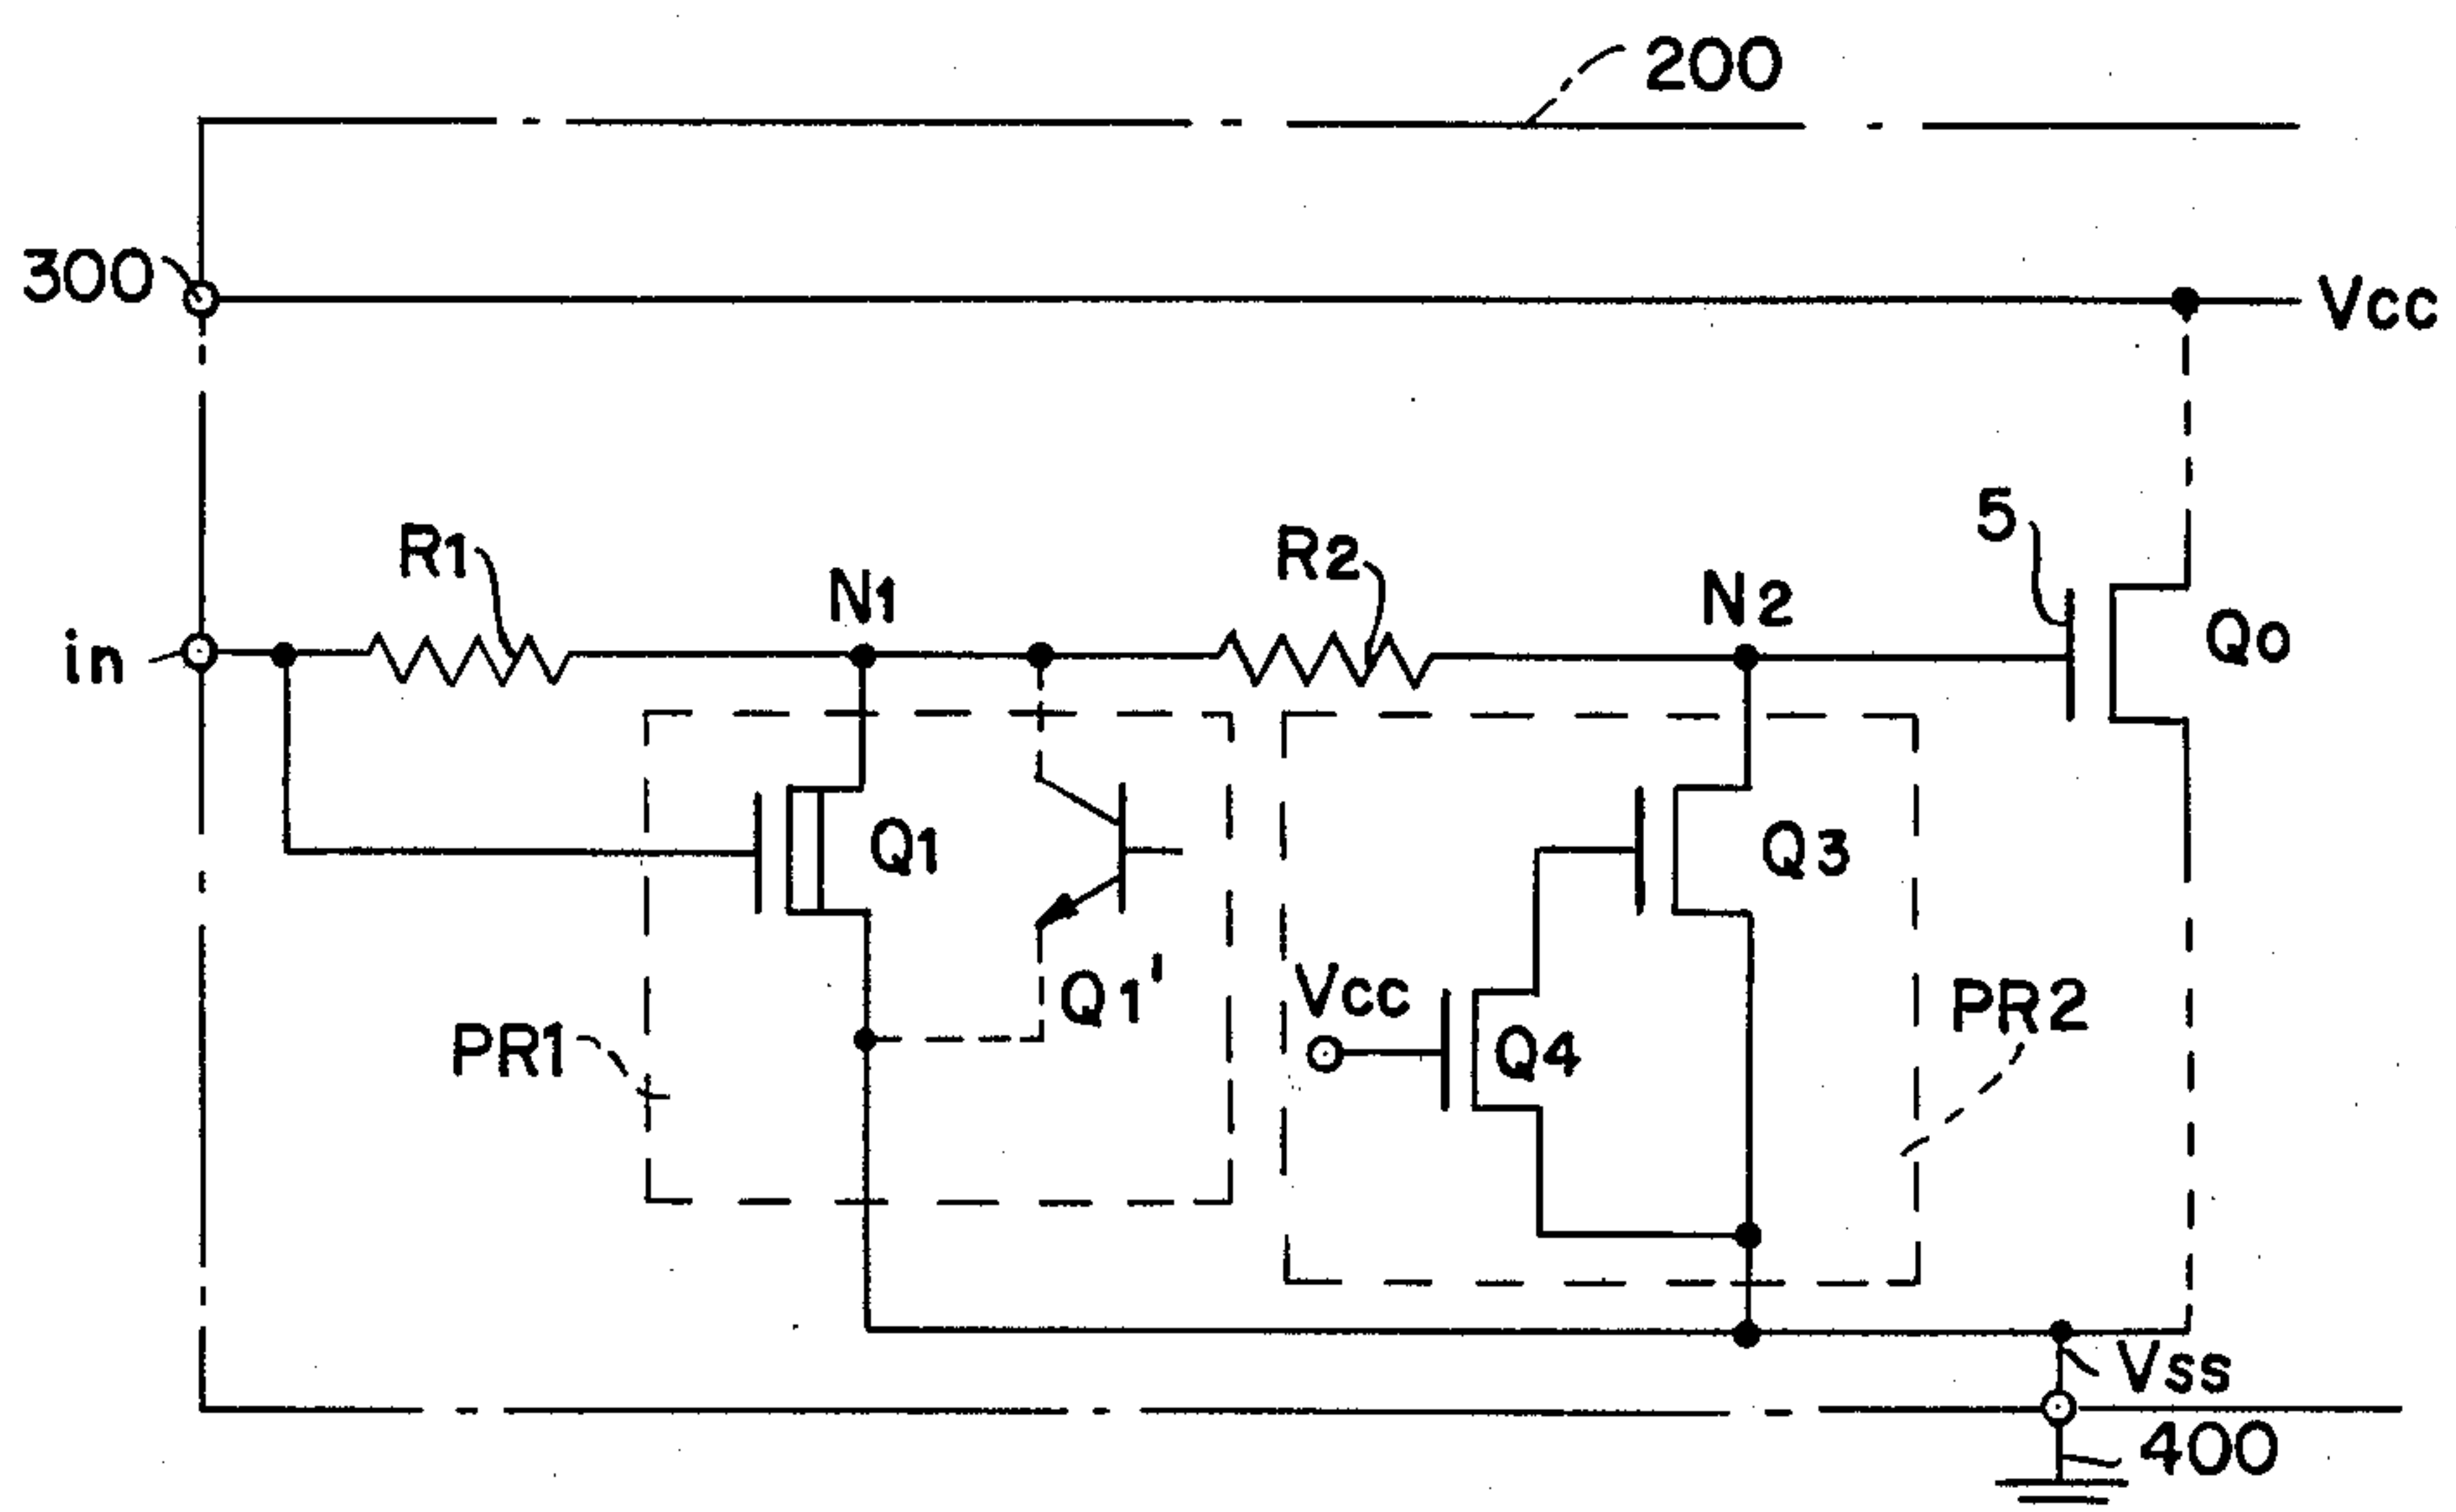 200
300
Vcc
5
R1
R2
N1
N2
in
Qo
Q1
Q3
Vcc
Q1'
PR2
PR1
Q4
Vss
400